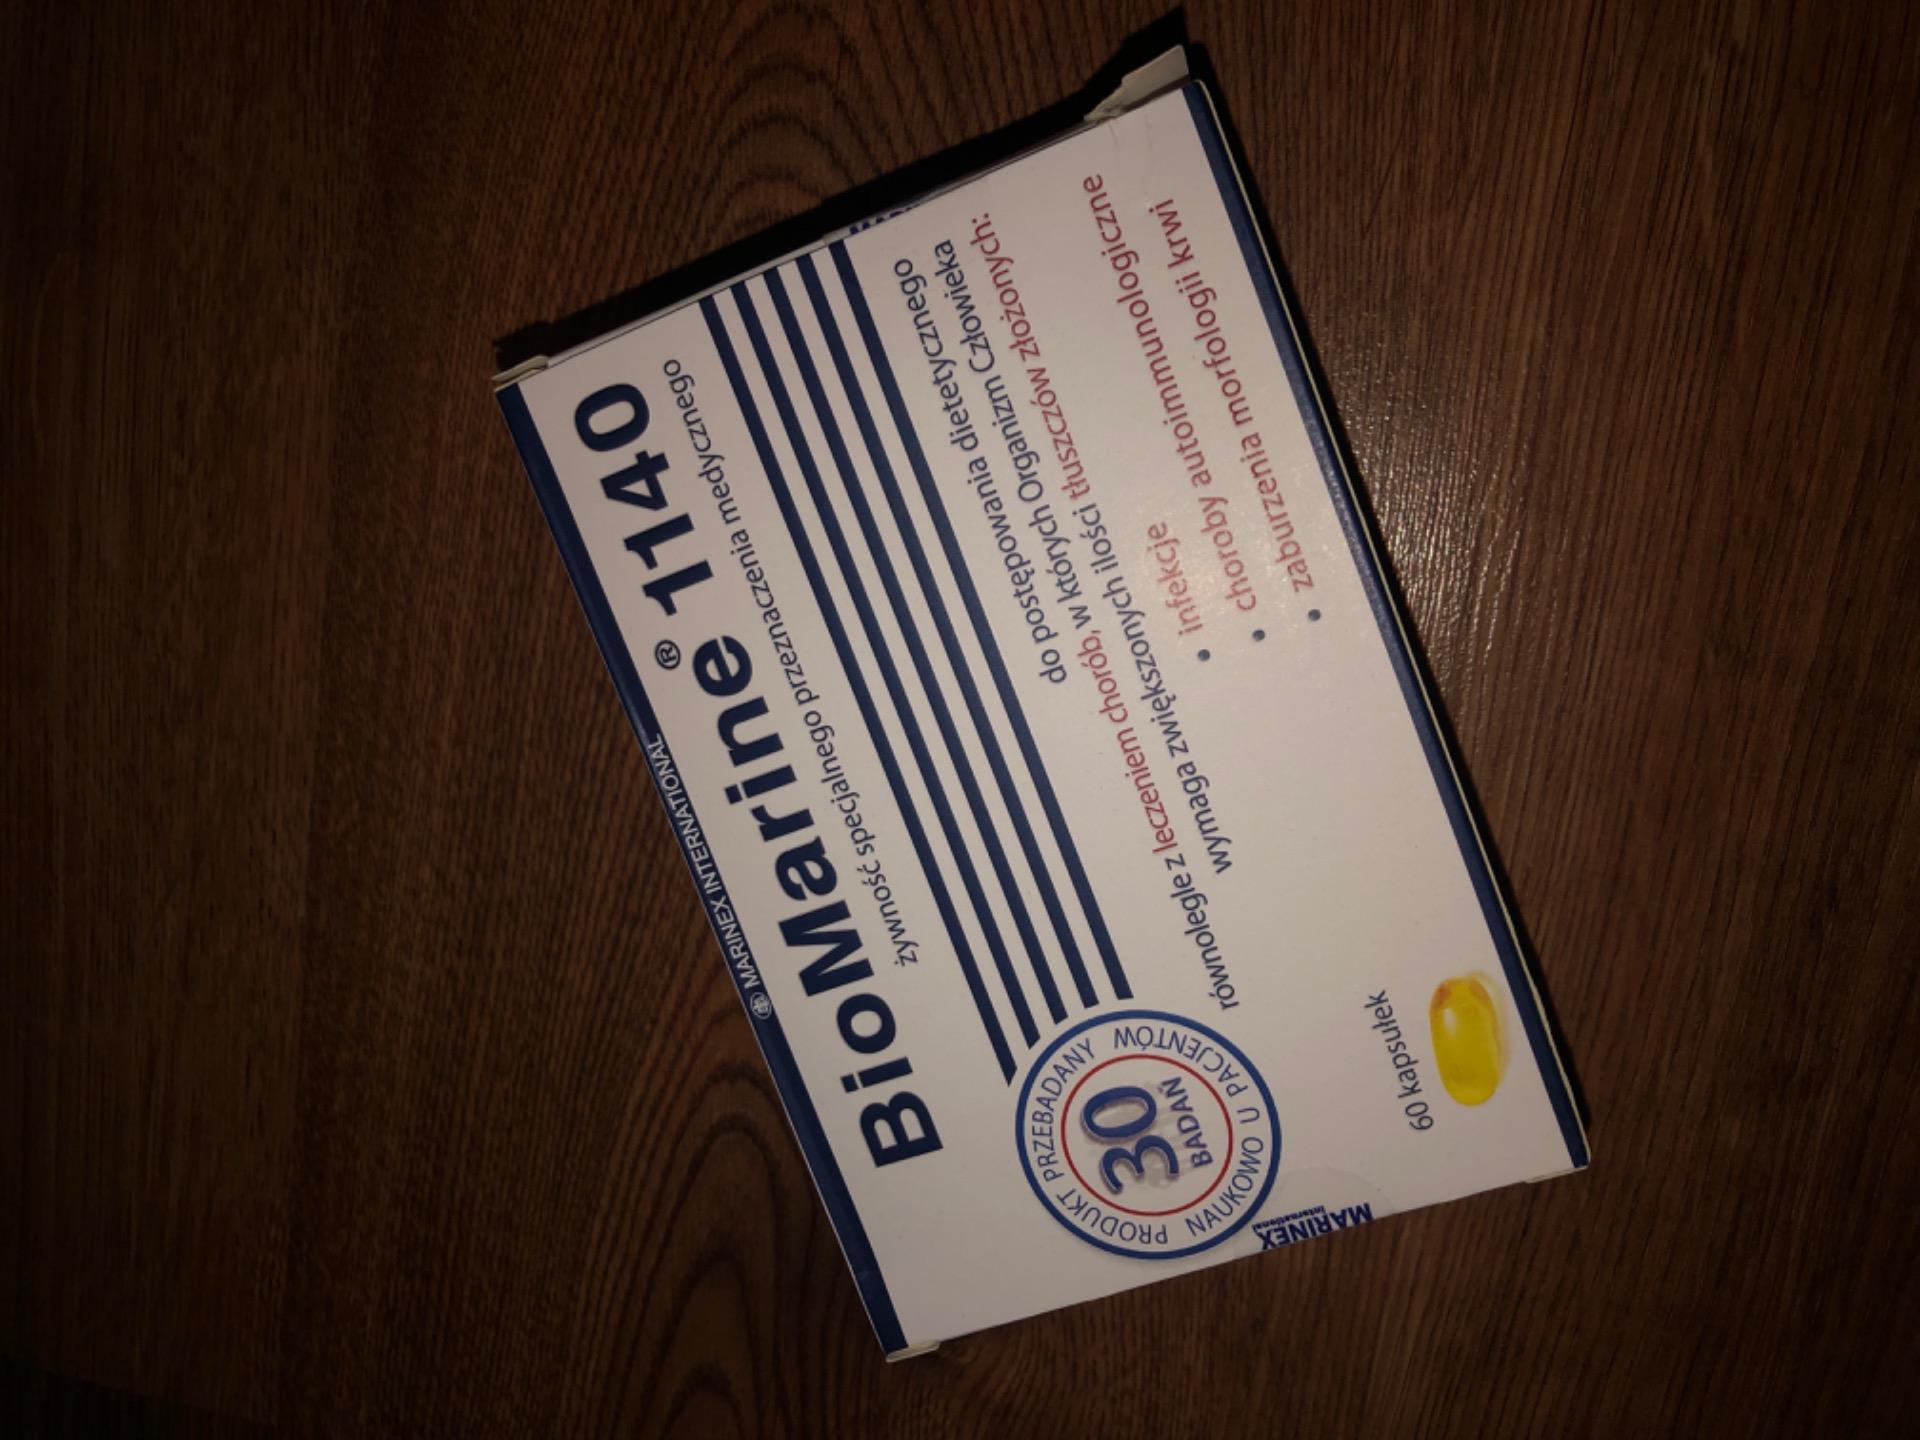 MARINEX INTERNATIONAL
BioMarine® 1140
żywność specjalnego przeznaczenia medycznego
do postępowania dietetycznego
równolegle z leczeniem chorób, w których Organizm Człowieka
wymaga zwiększonych ilości tłuszczów złożonych:
• infekcje
• choroby autoimmunologiczne
• zaburzenia morfologii krwi
PRODUKT PRZEBADANY NAUKOWO U PACJENTÓW
30
BADAŃ
60 kapsułek
MARINEX
international